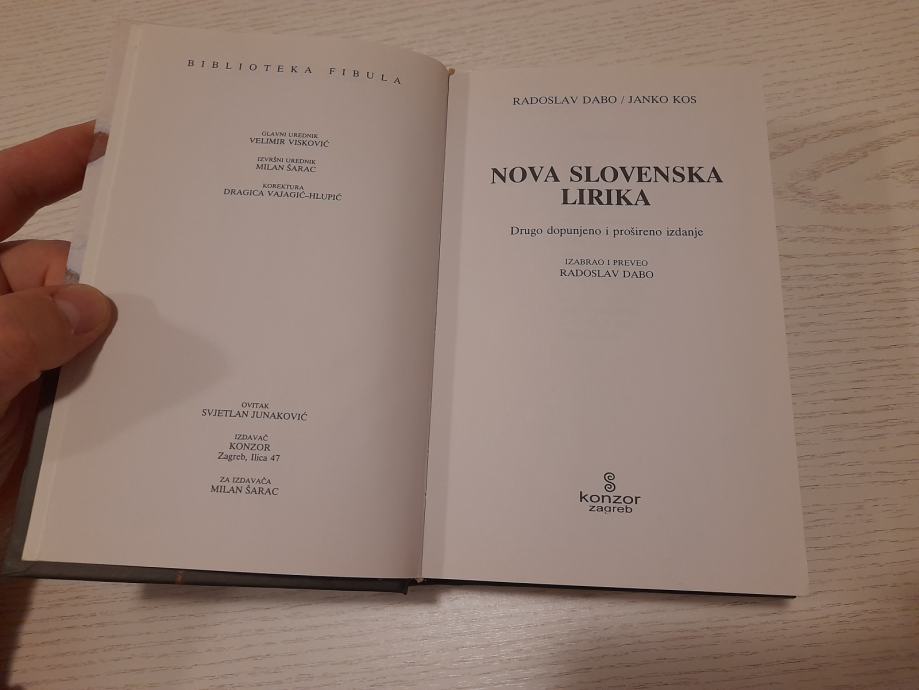 BIBLIOTEKA FIBULA
GLAVNI UREDNIK
VELIMIR VISKOVIĆ
IZVRŠNI UREDNIK
MILAN ŠARAC
KOREKTURA
DRAGICA VAJAGIĆ–HLUPIĆ
OVITAK
SVJETLAN JUNAKOVIĆ
IZDAVAČ
KONZOR
Zagreb, Ilica 47
ZA IZDAVAČA
MILAN ŠARAC
RADOSLAV DABO / JANKO KOS
NOVA SLOVENSKA
LIRIKA
Drugo dopunjeno i prošireno izdanje
IZABRAO I PREVEO
RADOSLAV DABO
konzor
zagreb